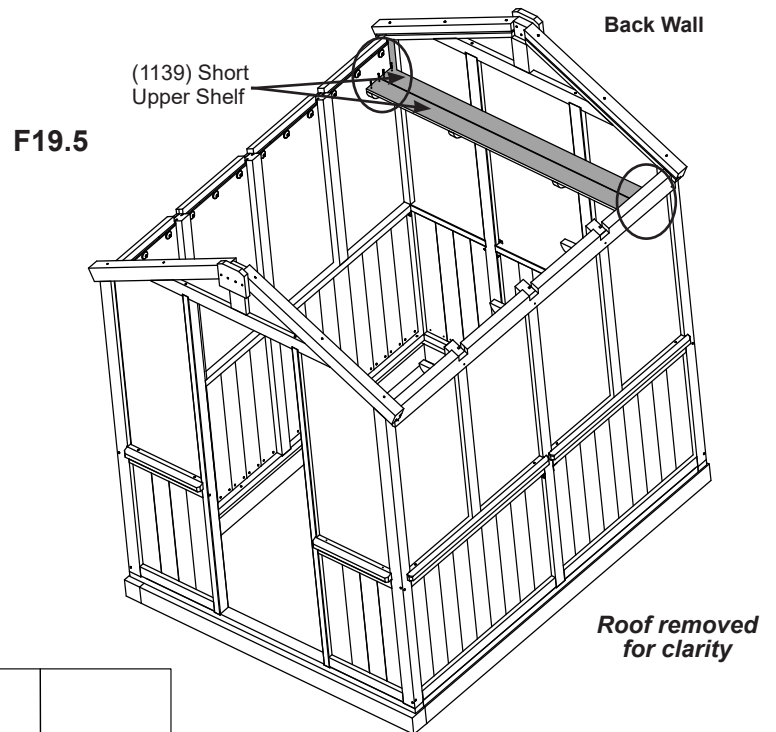 Back Wall
(1139) Short
Upper Shelf
F19.5
Roof removed
for clarity